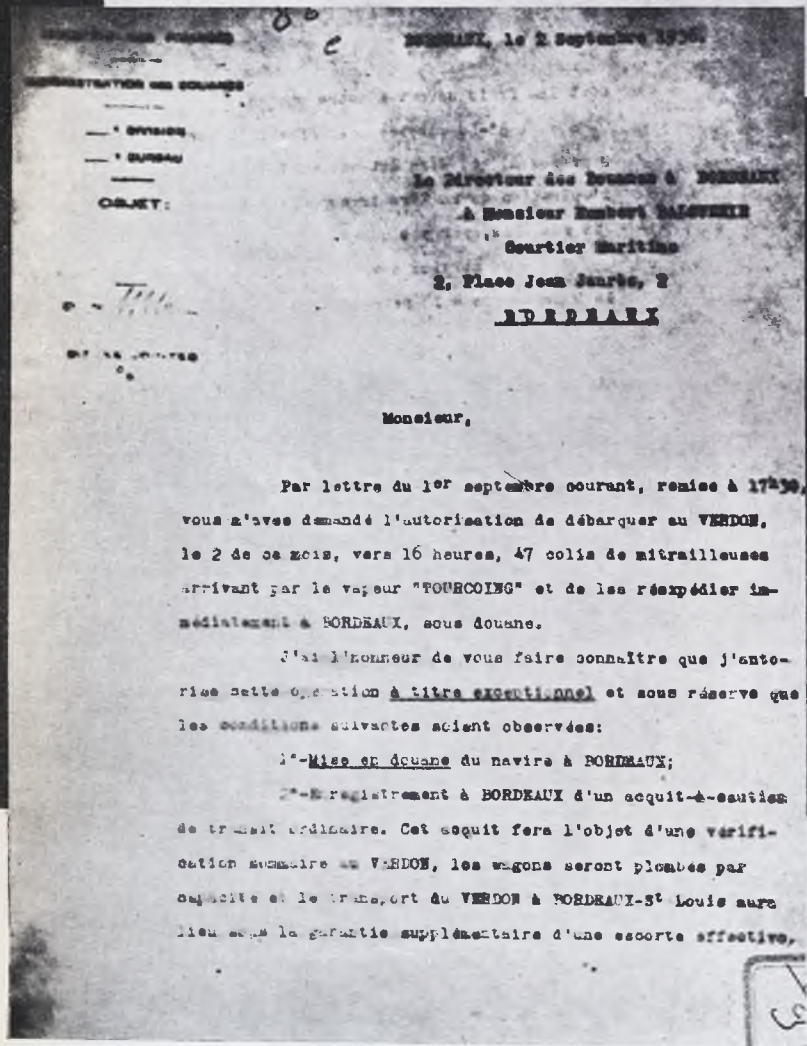 ADMINISTRATION DES DOUANES
DIVISION
BUREAU
OBJET:
BORDEAUX, le 2 Septembre 1936.
Le Directeur des Douanes à BORDEAUX
à Monsieur Humbert
Courtier Maritime
2, Place Jean Jaurès, 2
BORDEAUX
Monsieur,
Par lettre du 1er septembre courant, remise à 17h30,
vous m'avez demandé l'autorisation de débarquer au VERDON,
le 2 de ce mois, vers 16 heures, 47 colis de mitrailleuses
arrivant par le vapeur "TOURCOING" et de les réexpédier im-
médiatement à BORDEAUX, sous douane.
J'ai l'honneur de vous faire connaître que j'auto-
rise cette opération à titre exceptionnel et sous réserve que
les conditions suivantes soient observées:
1°-Mise en douane du navire à BORDEAUX;
2°-Enregistrement à BORDEAUX d'un acquit-à-caution
de transit ordinaire. Cet acquit fera l'objet d'une vérifi-
cation sommaire au VERDON, les wagons seront plombés par
capacité et le transport du VERDON à BORDEAUX-St Louis aura
lieu sous la garantie supplémentaire d'une escorte effective,